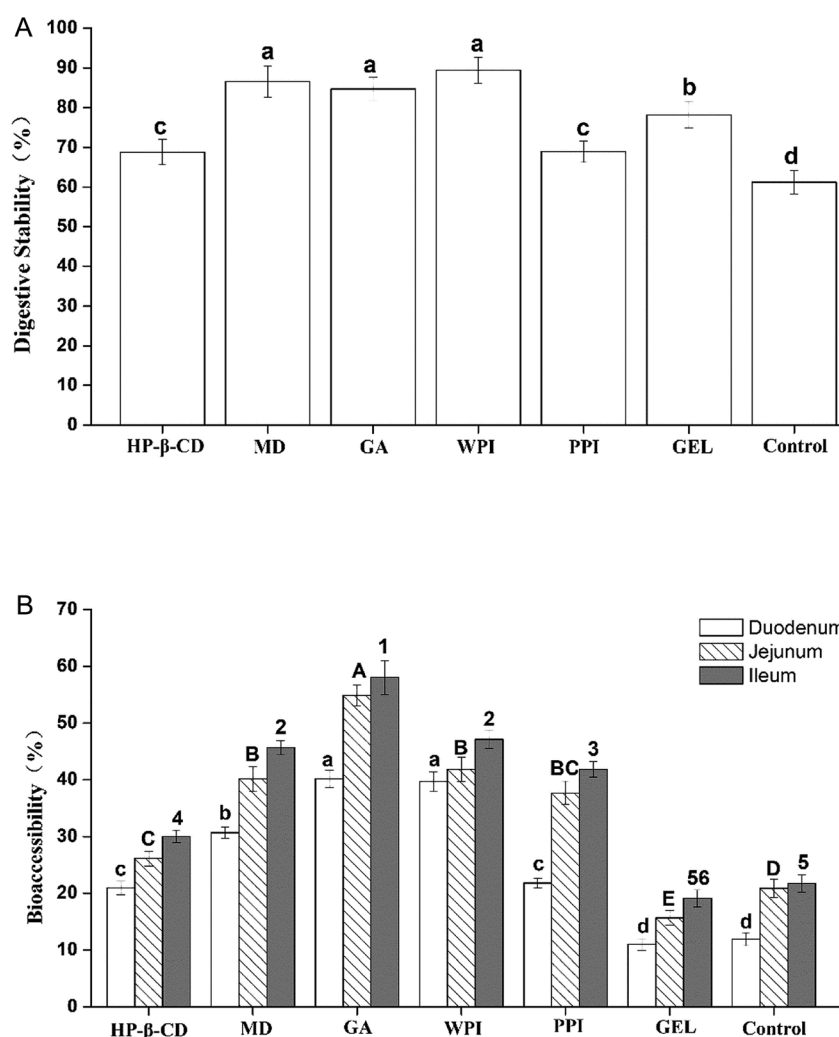 A
Digestive Stability（%）
100
90
80
70
60
50
40
30
20
10
0
c
a
a
a
c
b
d
HP-β-CD MD GA WPI PPI GEL Control
B
Bioaccessibility（%）
70
60
50
40
30
20
10
0
Duodenum
Jejunum
Ileum
c C 4
b B 2
a A 1
a B 2
c BC 3
d E 56
d D 5
HP-β-CD MD GA WPI PPI GEL Control